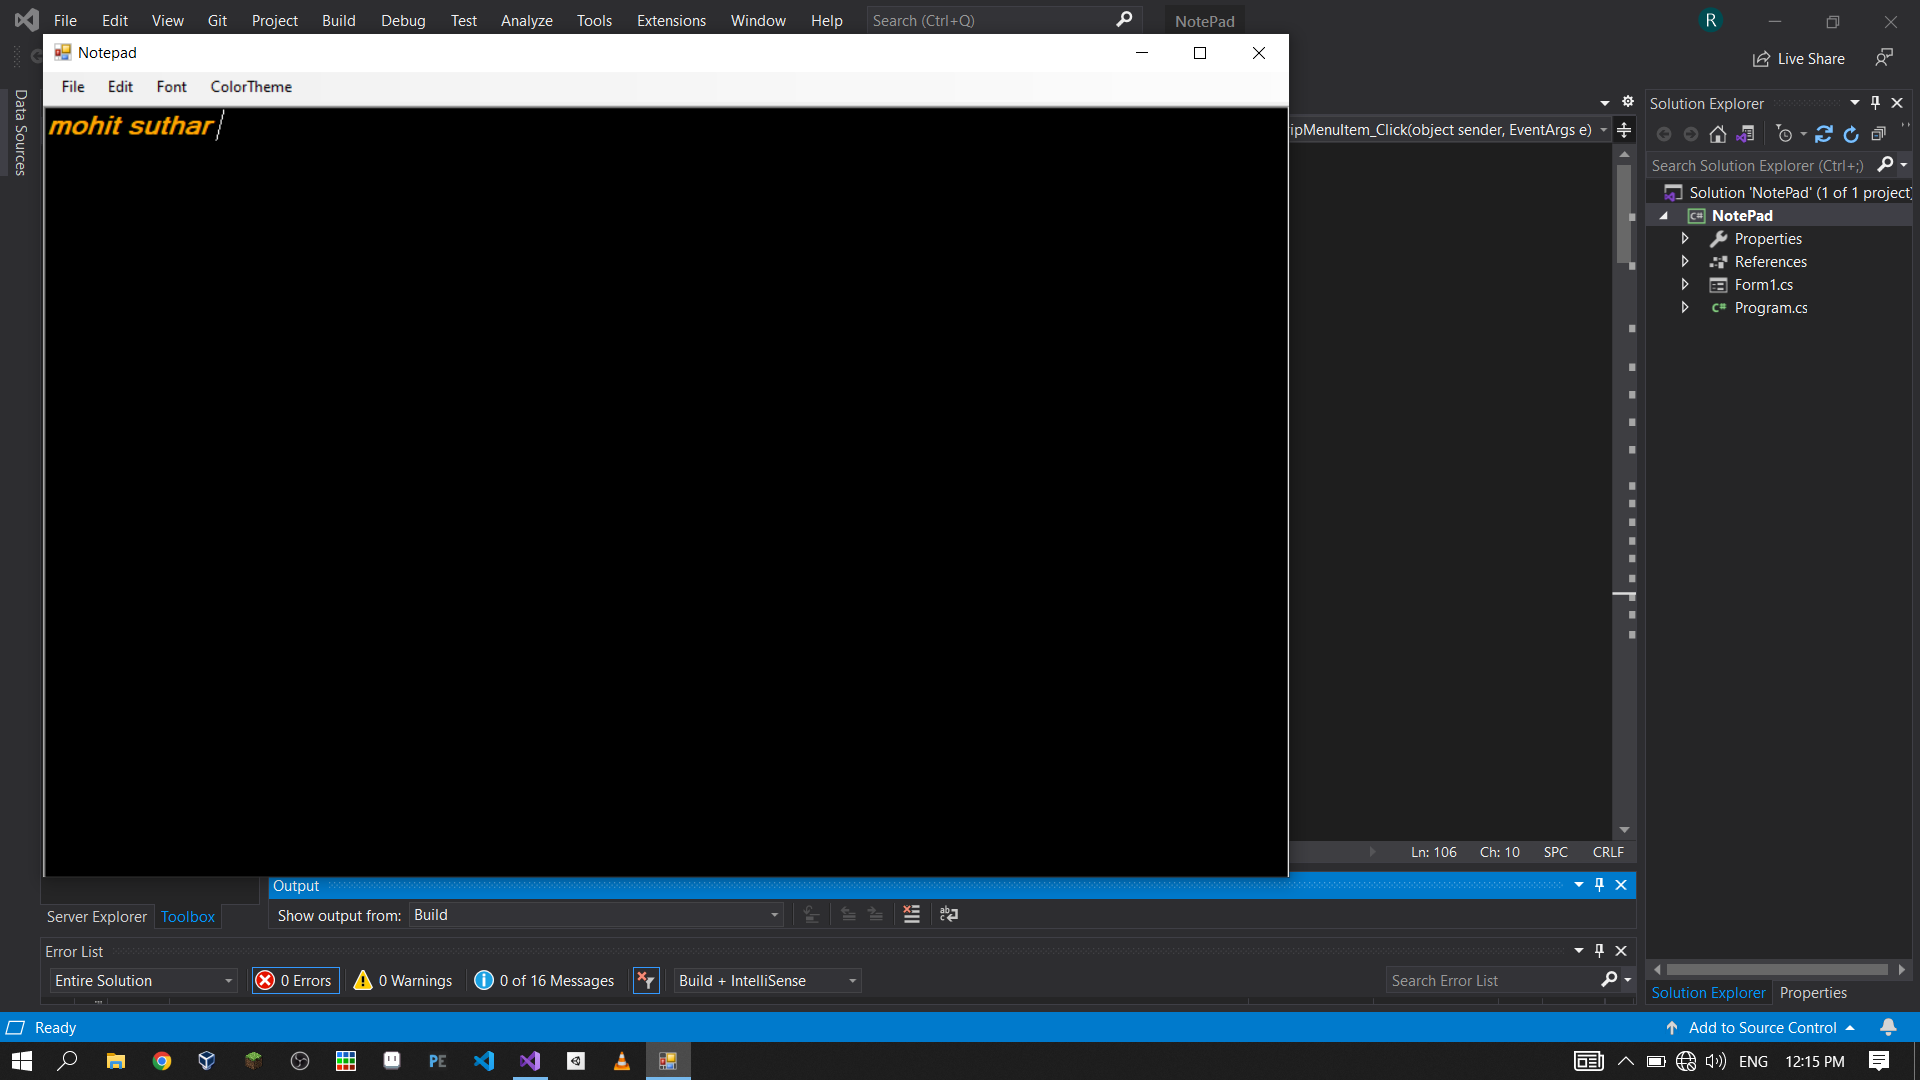 File Edit View Git Project Build Debug Test Analyze Tools Extensions Window Help Search (Ctrl+Q) NotePad R
Notepad
Live Share
File Edit Font ColorTheme
Data Sources
mohit suthar
ipMenuItem_Click(object sender, EventArgs e)
Solution Explorer
Search Solution Explorer (Ctrl+;)
Solution 'NotePad' (1 of 1 project)
C# NotePad
Properties
References
Form1.cs
C# Program.cs
Ln: 106 Ch: 10 SPC CRLF
Output
Server Explorer Toolbox
Show output from: Build
Error List
Entire Solution 0 Errors 0 Warnings 0 of 16 Messages Build + IntelliSense Search Error List
Solution Explorer Properties
Ready Add to Source Control
PE ENG 12:15 PM